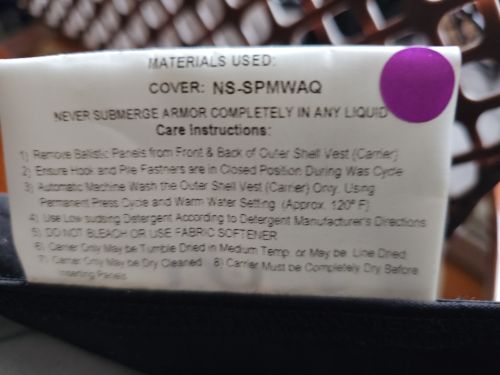 MATERIALS USED:
COVER: NS-SPMWAQ
NEVER SUBMERGE ARMOR COMPLETELY IN ANY LIQUID
Care Instructions:
1) Remove Ballistic Panels from Front & Back of Outer Shell Vest (Carrier)
2) Ensure Hook and Pile Fastners are in Closed Position During Was Cycle
3) Automatic Machine Wash the Outer Shell Vest (Carrier) Only, Using
Permanent Press Cycle and Warm Water Setting (Approx. 120° F)
4) Use Low sudsing Detergent According to Detergent Manufacturer's Directions
5) DO NOT BLEACH OR USE FABRIC SOFTENER
6) Carrier Only May be Tumble Dried in Medium Temp. or May be Line Dried
7) Carrier Only May be Dry Cleaned 8) Carrier Must be Completely Dry Before
Inserting Panels